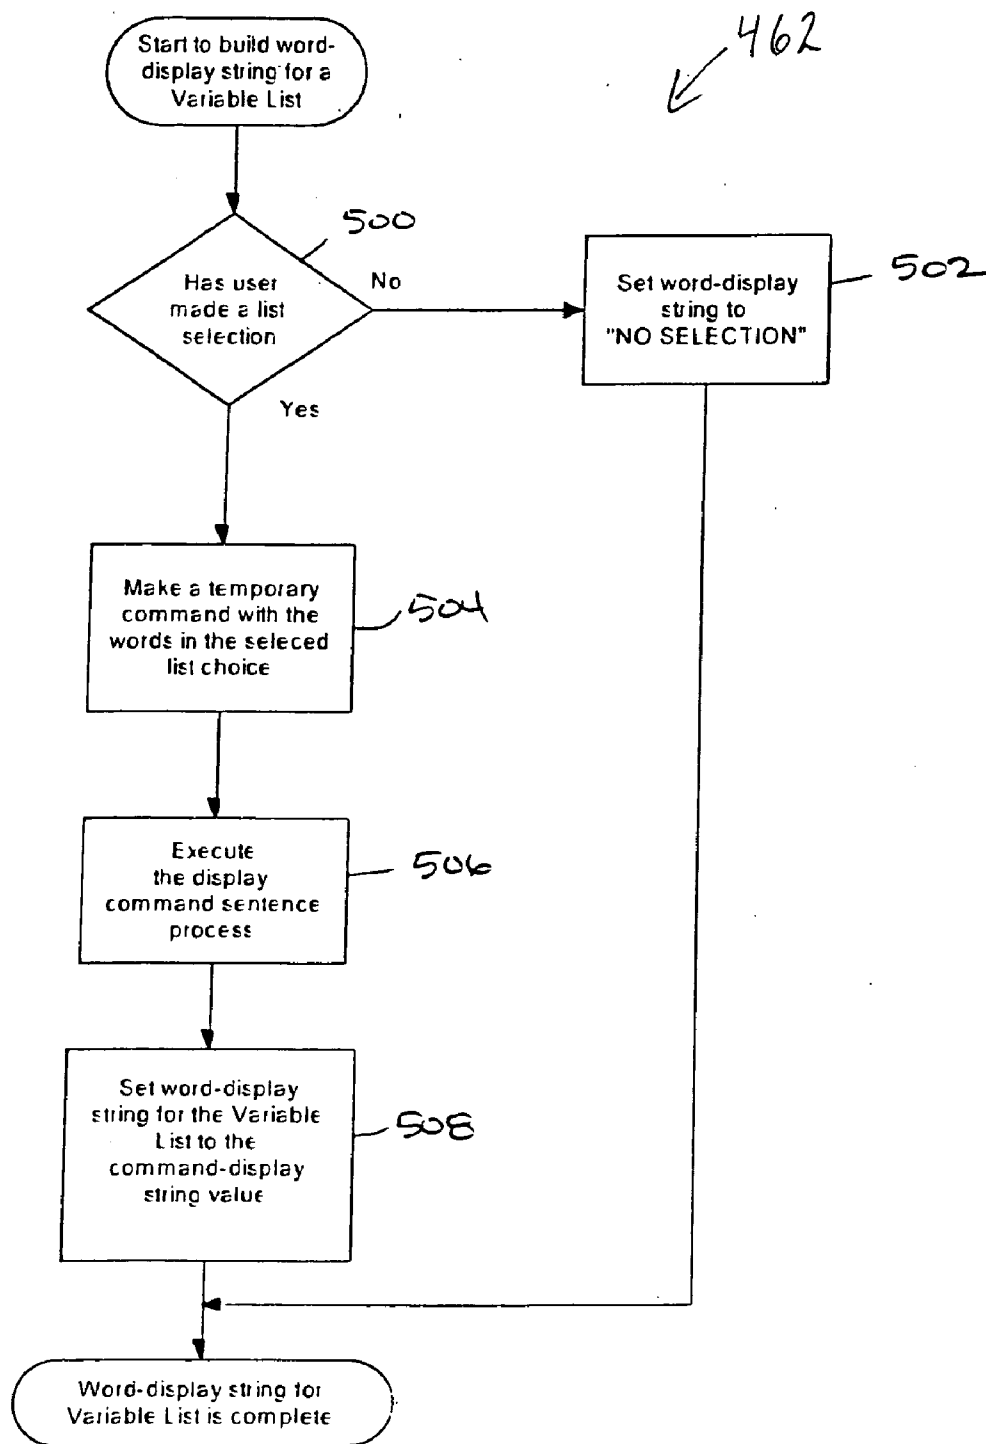 Start to build word-
display string for a
Variable List
462
500
Has user
made a list
selection
No
Set word-display
string to
"NO SELECTION"
502
Yes
Make a temporary
command with the
words in the seleced
list choice
504
Execute
the display
command sentence
process
506
Set word-display
string for the Variable
List to the
command-display
string value
508
Word-display string for
Variable List is complete